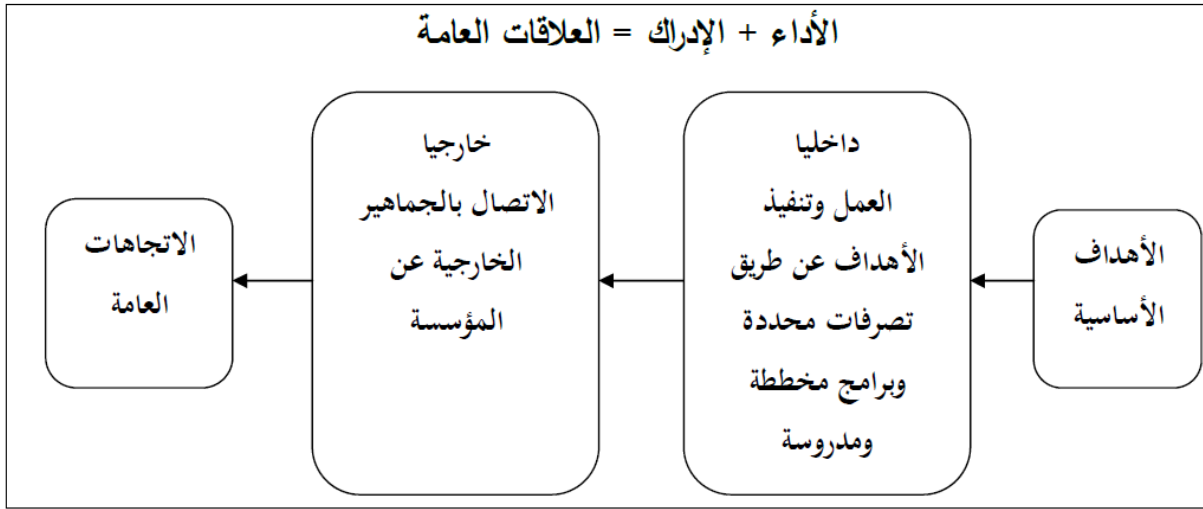 الأداء + الإدراك = العلاقات العامة
الأهداف
الأساسية
داخليا
العمل وتنفيذ
الأهداف عن طريق
تصرفات محددة
وبرامج مخططة
ومدروسة
خارجيا
الاتصال بالجماهير
الخارجية عن
المؤسسة
الاتجاهات
العامة